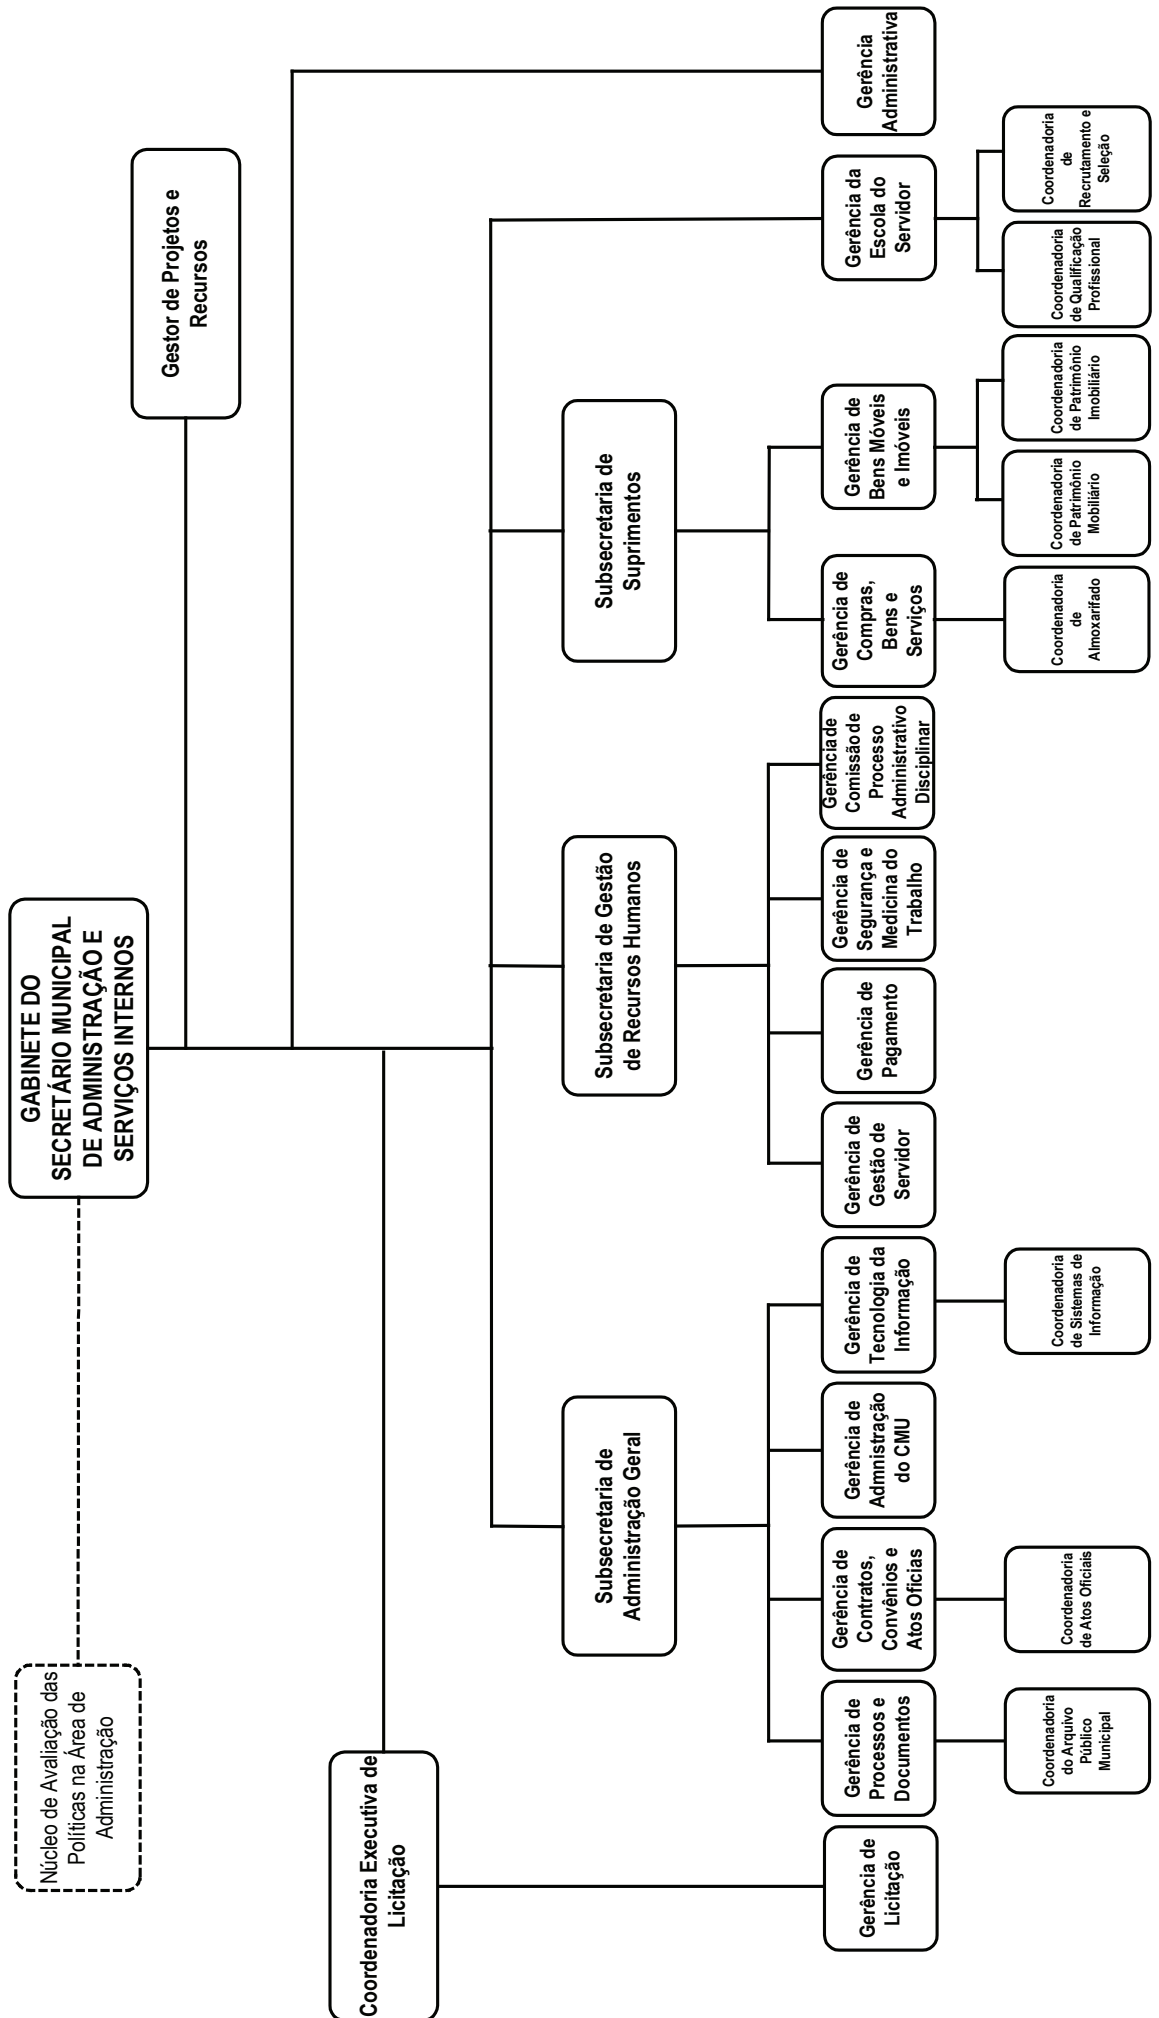 GABINETE DO
SECRETÁRIO MUNICIPAL
DE ADMINISTRAÇÃO E
SERVIÇOS INTERNOS
Núcleo de Avaliação das
Políticas na Área de
Administração
Gestor de Projetos e
Recursos
Coordenadoria Executiva de
Licitação
Subsecretaria de
Administração Geral
Subsecretaria de Gestão
de Recursos Humanos
Subsecretaria de
Suprimentos
Gerência de
Licitação
Gerência de
Processos e
Documentos
Gerência de
Contratos,
Convênios e
Atos Oficias
Gerência de
Admnistração
do CMU
Gerência de
Tecnologia da
Informação
Gerência de
Gestão de
Servidor
Gerência de
Pagamento
Gerência de
Segurança e
Medicina do
Trabalho
Gerência de
Comissão de
Processo
Administrativo
Disciplinar
Gerência de
Compras,
Bens e
Serviços
Gerência de
Bens Móveis
e Imóveis
Gerência da
Escola do
Servidor
Gerência
Administrativa
Coordenadoria
do Arquivo
Público
Municipal
Coordenadoria
de Atos Oficiais
Coordenadoria
de Sistemas de
Informação
Coordenadoria
de
Almoxarifado
Coordenadoria
de Patrimônio
Mobiliário
Coordenadoria
de Patrimônio
Imobiliário
Coordenadoria
de Qualificação
Profissional
Coordenadoria
de
Recrutamento e
Seleção